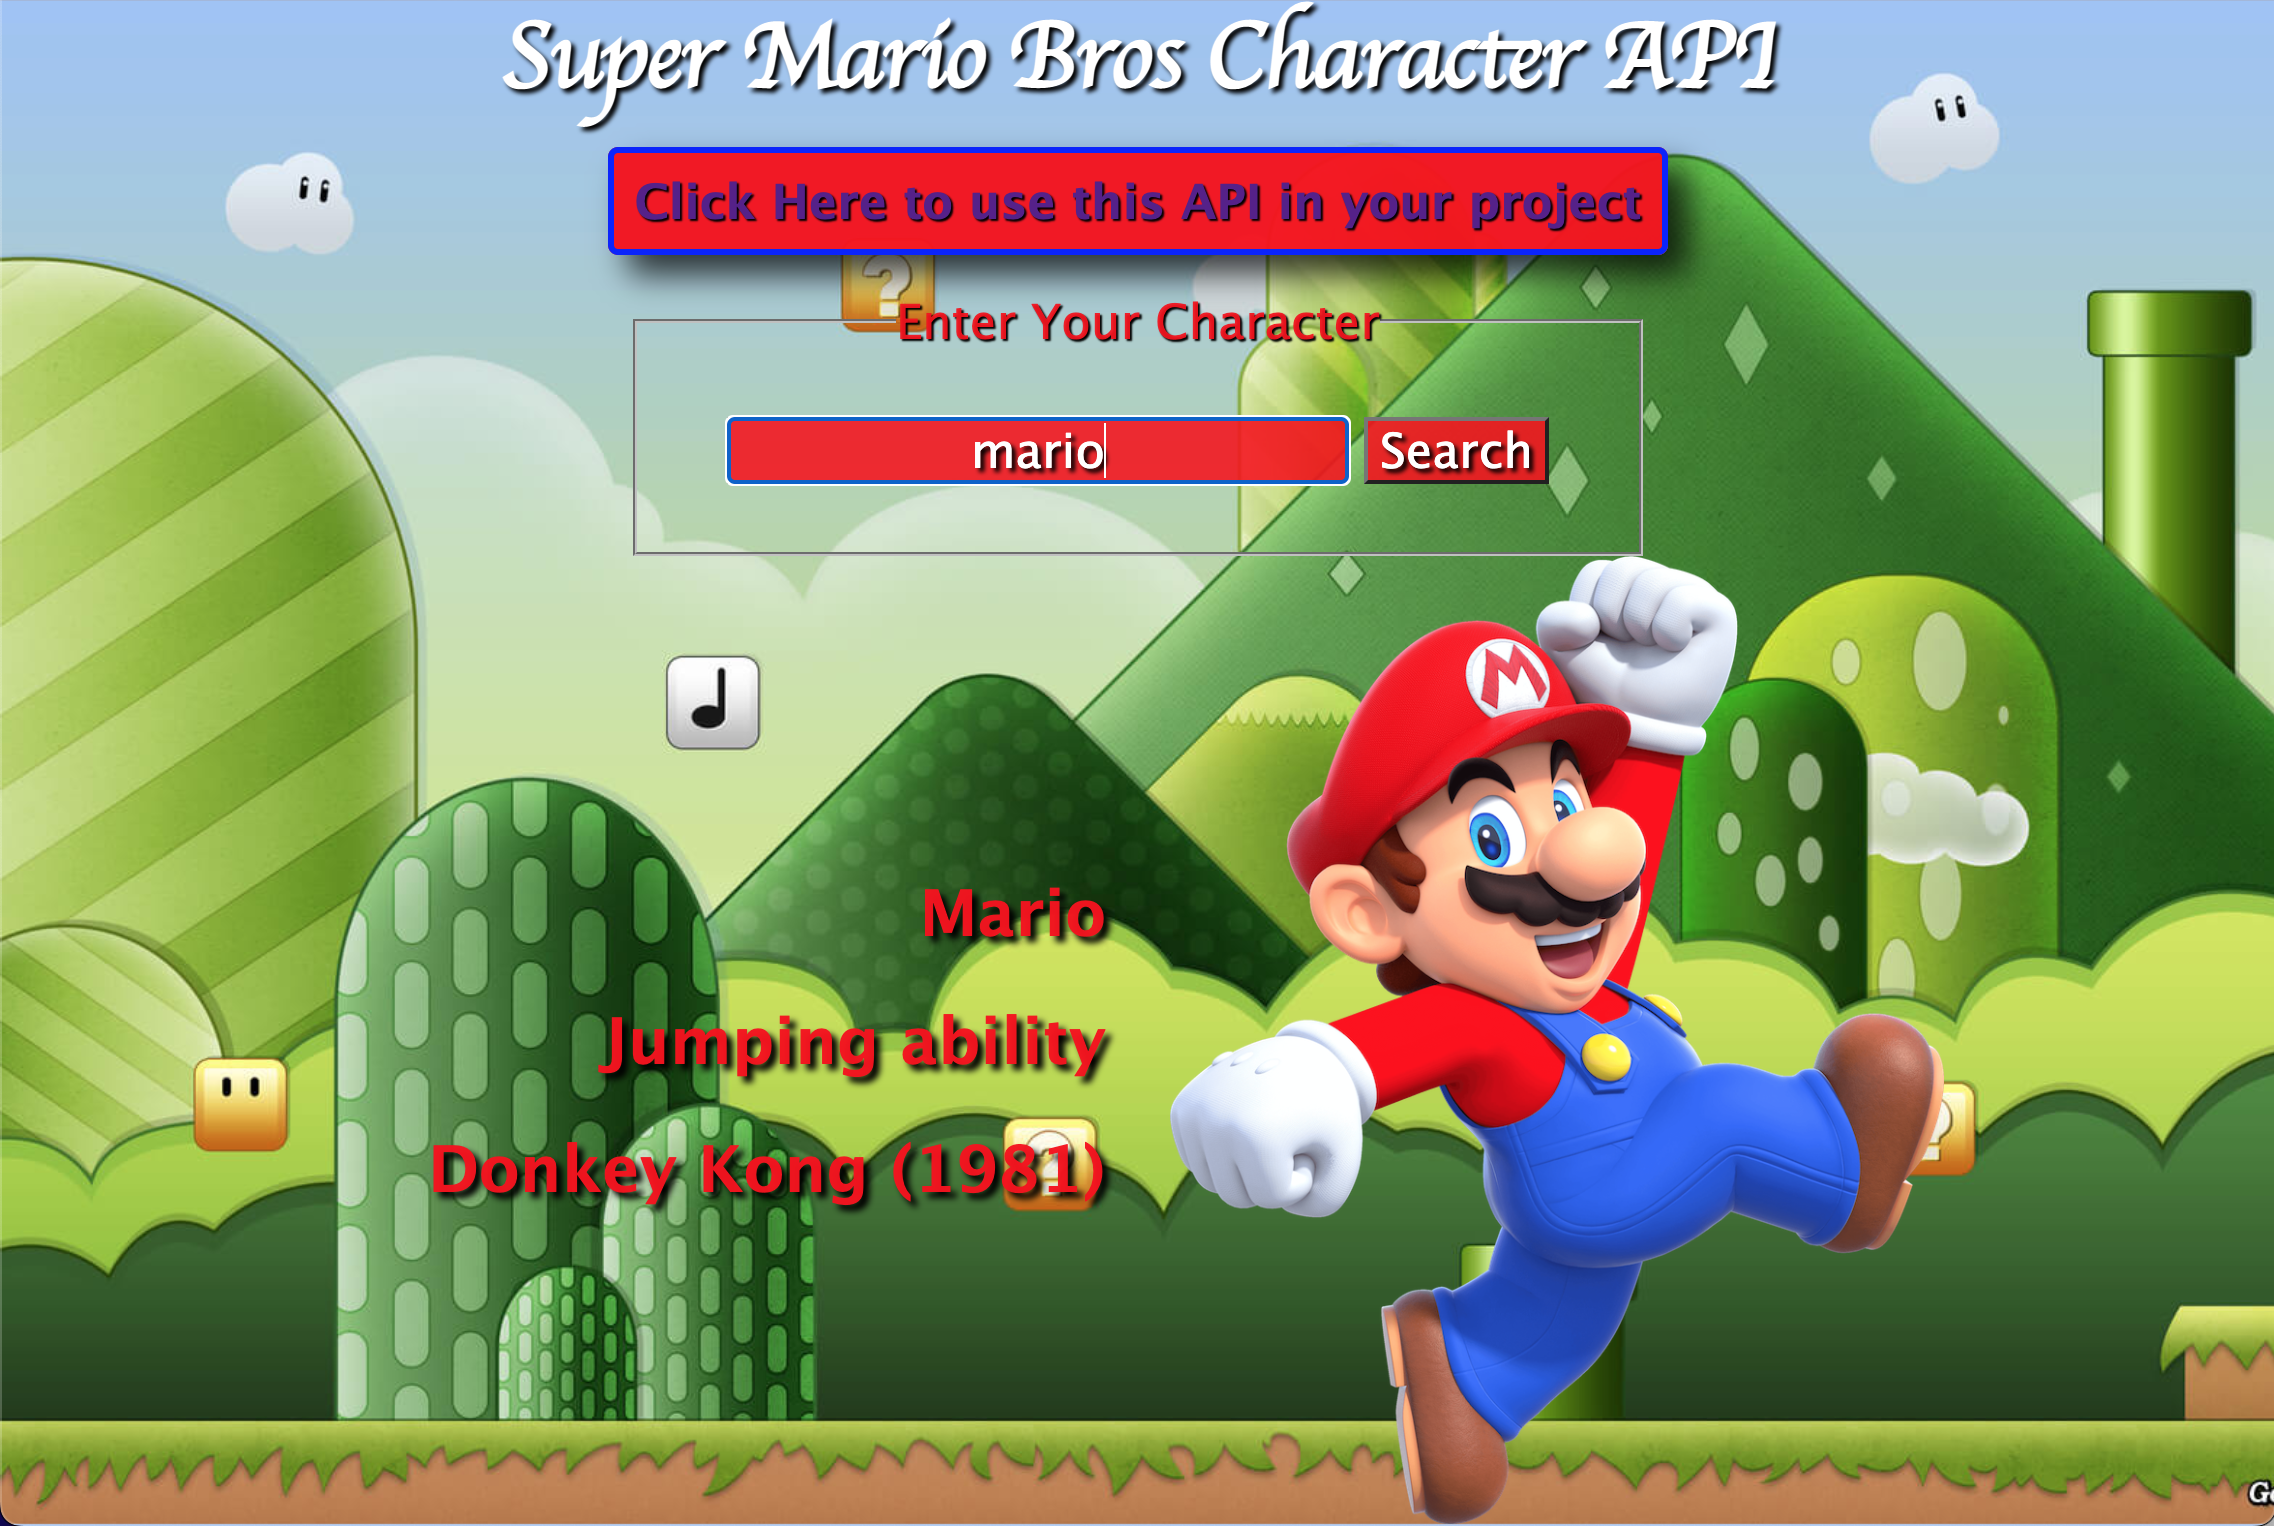 Super Mario Bros Character API
Click Here to use this API in your project
Enter Your Character
mario
Search
M
Mario
Jumping ability
Donkey Kong (1981)